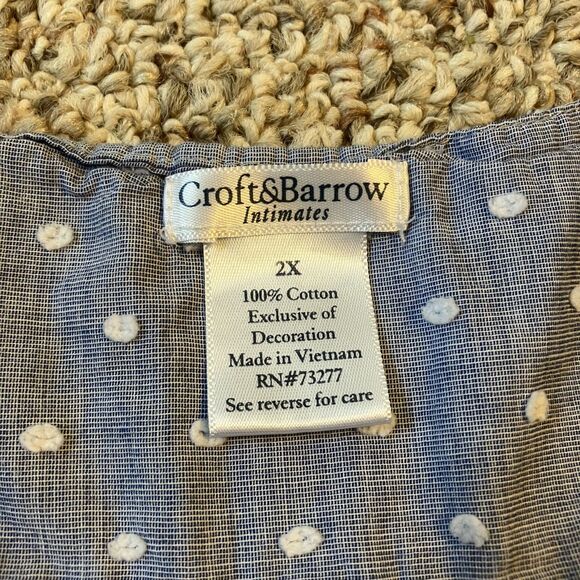 Croft&Barrow
Intimates
2X
100% Cotton
Exclusive of
Decoration
Made in Vietnam
RN#73277
See reverse for care